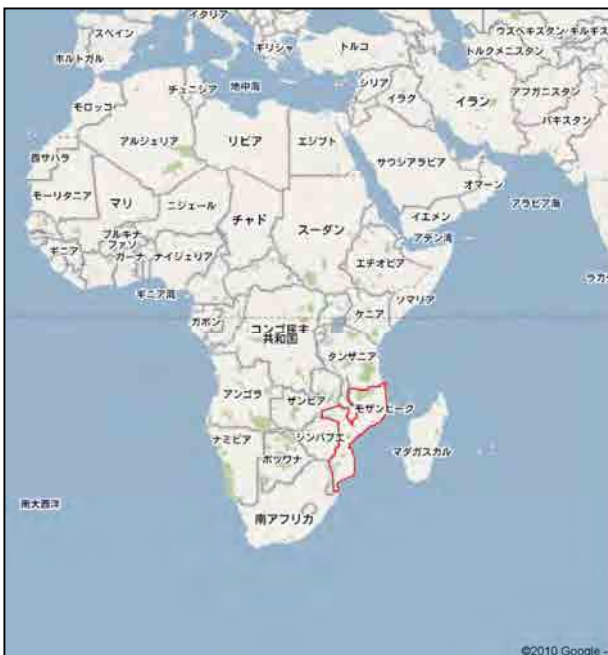 イタリア
スペイン
ポルトガル
ギリシャ
トルコ
ウズベキスタン
キルギス
トルクメニスタン
チュニジア
地中海
シリア
イラク
イラン
アフガニスタン
パキスタン
モロッコ
アルジェリア
リビア
エジプト
サウジアラビア
西サハラ
モーリタニア
マリ
ニジェール
チャド
スーダン
オマーン
イエメン
アラビア海
アデン湾
ブルキナ
ファソ
ギニア
ガーナ
ナイジェリア
エチオピア
ギニア湾
ソマリア
ガボン
コンゴ民主
共和国
ケニア
タンザニア
アンゴラ
ザンビア
モザンビーク
ナミビア
ジンバブエ
ボツワナ
マダガスカル
南大西洋
南アフリカ
©2010 Google -